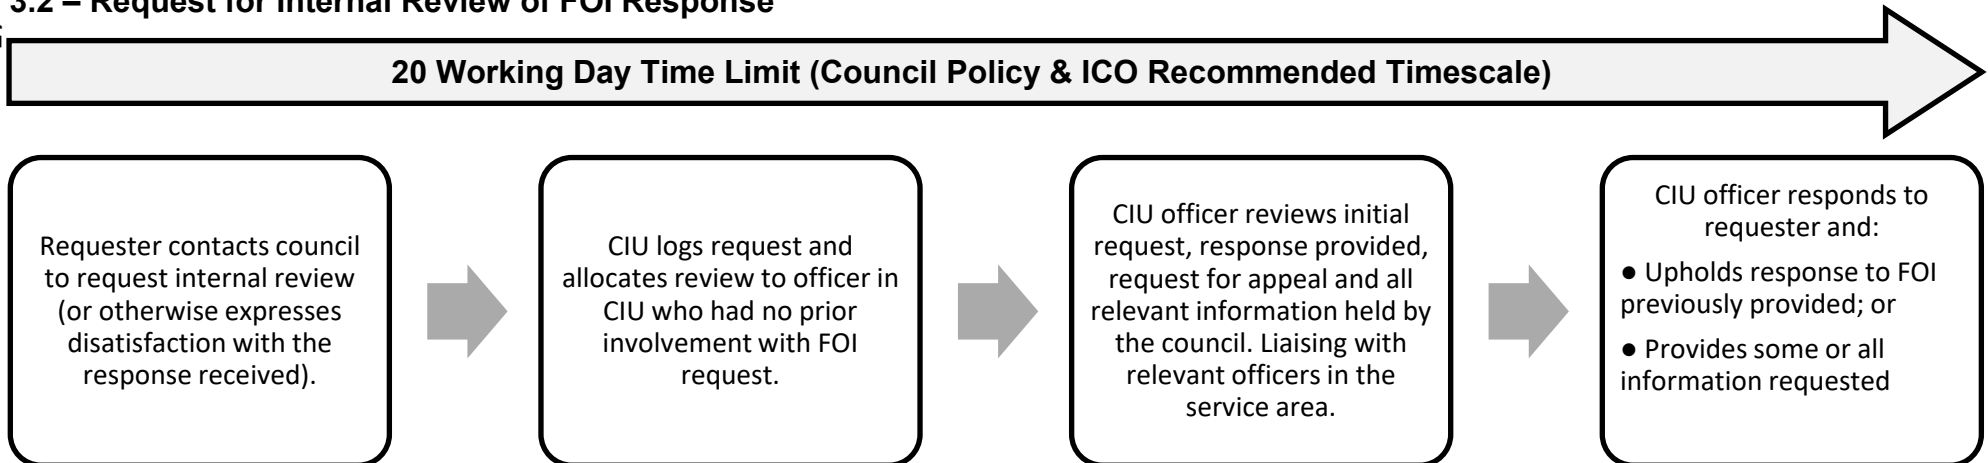 3.2 – Request for Internal Review of FOI Response
20 Working Day Time Limit (Council Policy & ICO Recommended Timescale)
Requester contacts council
to request internal review
(or otherwise expresses
disatisfaction with the
response received).
CIU logs request and
allocates review to officer in
CIU who had no prior
involvement with FOI
request.
CIU officer reviews initial
request, response provided,
request for appeal and all
relevant information held by
the council. Liaising with
relevant officers in the
service area.
CIU officer responds to
requester and:
● Upholds response to FOI
previously provided; or
● Provides some or all
information requested